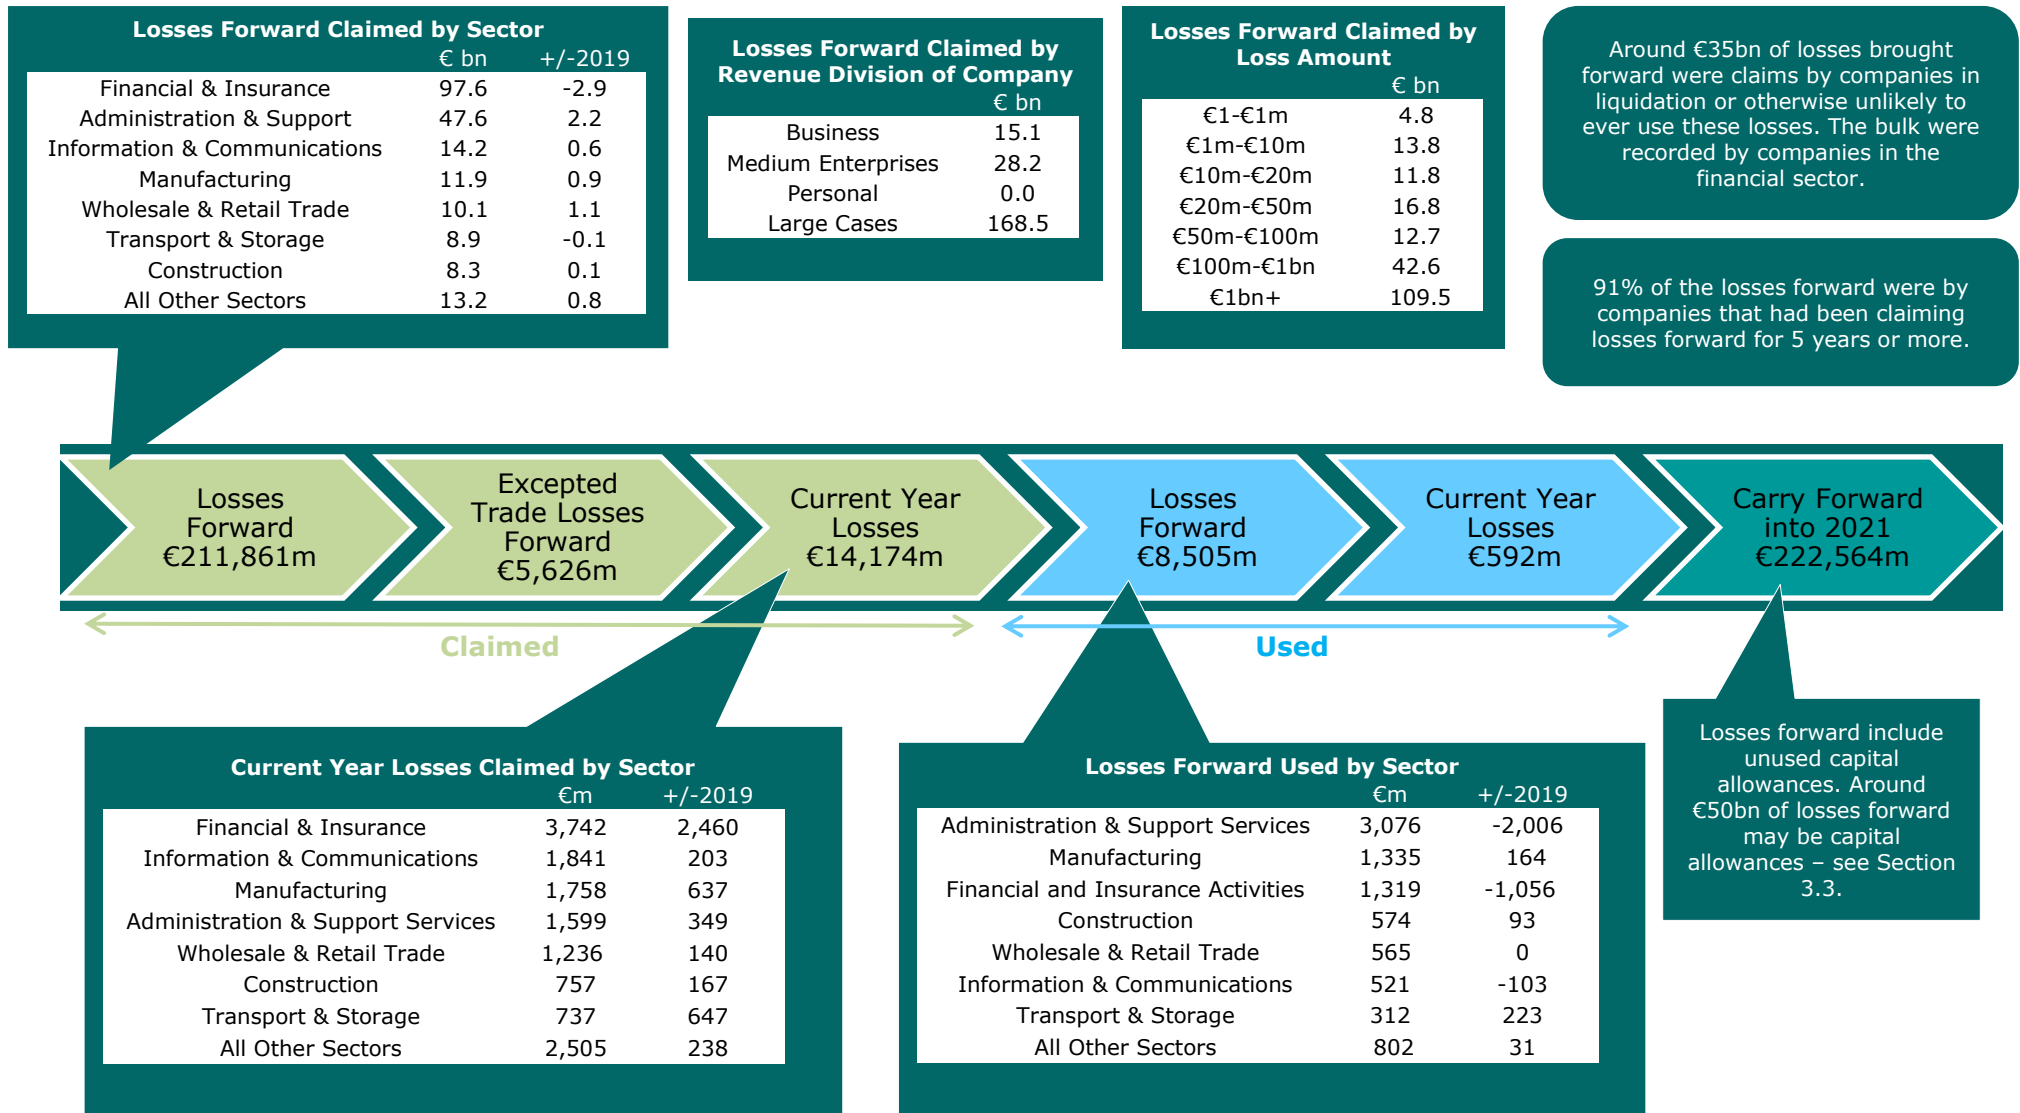 Losses Forward Claimed by Sector
€ bn +/-2019
Financial & Insurance 97.6 -2.9
Administration & Support 47.6 2.2
Information & Communications 14.2 0.6
Manufacturing 11.9 0.9
Wholesale & Retail Trade 10.1 1.1
Transport & Storage 8.9 -0.1
Construction 8.3 0.1
All Other Sectors 13.2 0.8
Losses Forward Claimed by
Revenue Division of Company
€ bn
Business 15.1
Medium Enterprises 28.2
Personal 0.0
Large Cases 168.5
Losses Forward Claimed by
Loss Amount
€ bn
€1-€1m 4.8
€1m-€10m 13.8
€10m-€20m 11.8
€20m-€50m 16.8
€50m-€100m 12.7
€100m-€1bn 42.6
€1bn+ 109.5
Around €35bn of losses brought
forward were claims by companies in
liquidation or otherwise unlikely to
ever use these losses. The bulk were
recorded by companies in the
financial sector.
91% of the losses forward were by
companies that had been claiming
losses forward for 5 years or more.
Losses
Forward
€211,861m
Excepted
Trade Losses
Forward
€5,626m
Current Year
Losses
€14,174m
Losses
Forward
€8,505m
Current Year
Losses
€592m
Carry Forward
into 2021
€222,564m
Claimed
Used
Current Year Losses Claimed by Sector
€m +/-2019
Financial & Insurance 3,742 2,460
Information & Communications 1,841 203
Manufacturing 1,758 637
Administration & Support Services 1,599 349
Wholesale & Retail Trade 1,236 140
Construction 757 167
Transport & Storage 737 647
All Other Sectors 2,505 238
Losses Forward Used by Sector
€m +/-2019
Administration & Support Services 3,076 -2,006
Manufacturing 1,335 164
Financial and Insurance Activities 1,319 -1,056
Construction 574 93
Wholesale & Retail Trade 565 0
Information & Communications 521 -103
Transport & Storage 312 223
All Other Sectors 802 31
Losses forward include
unused capital
allowances. Around
€50bn of losses forward
may be capital
allowances – see Section
3.3.